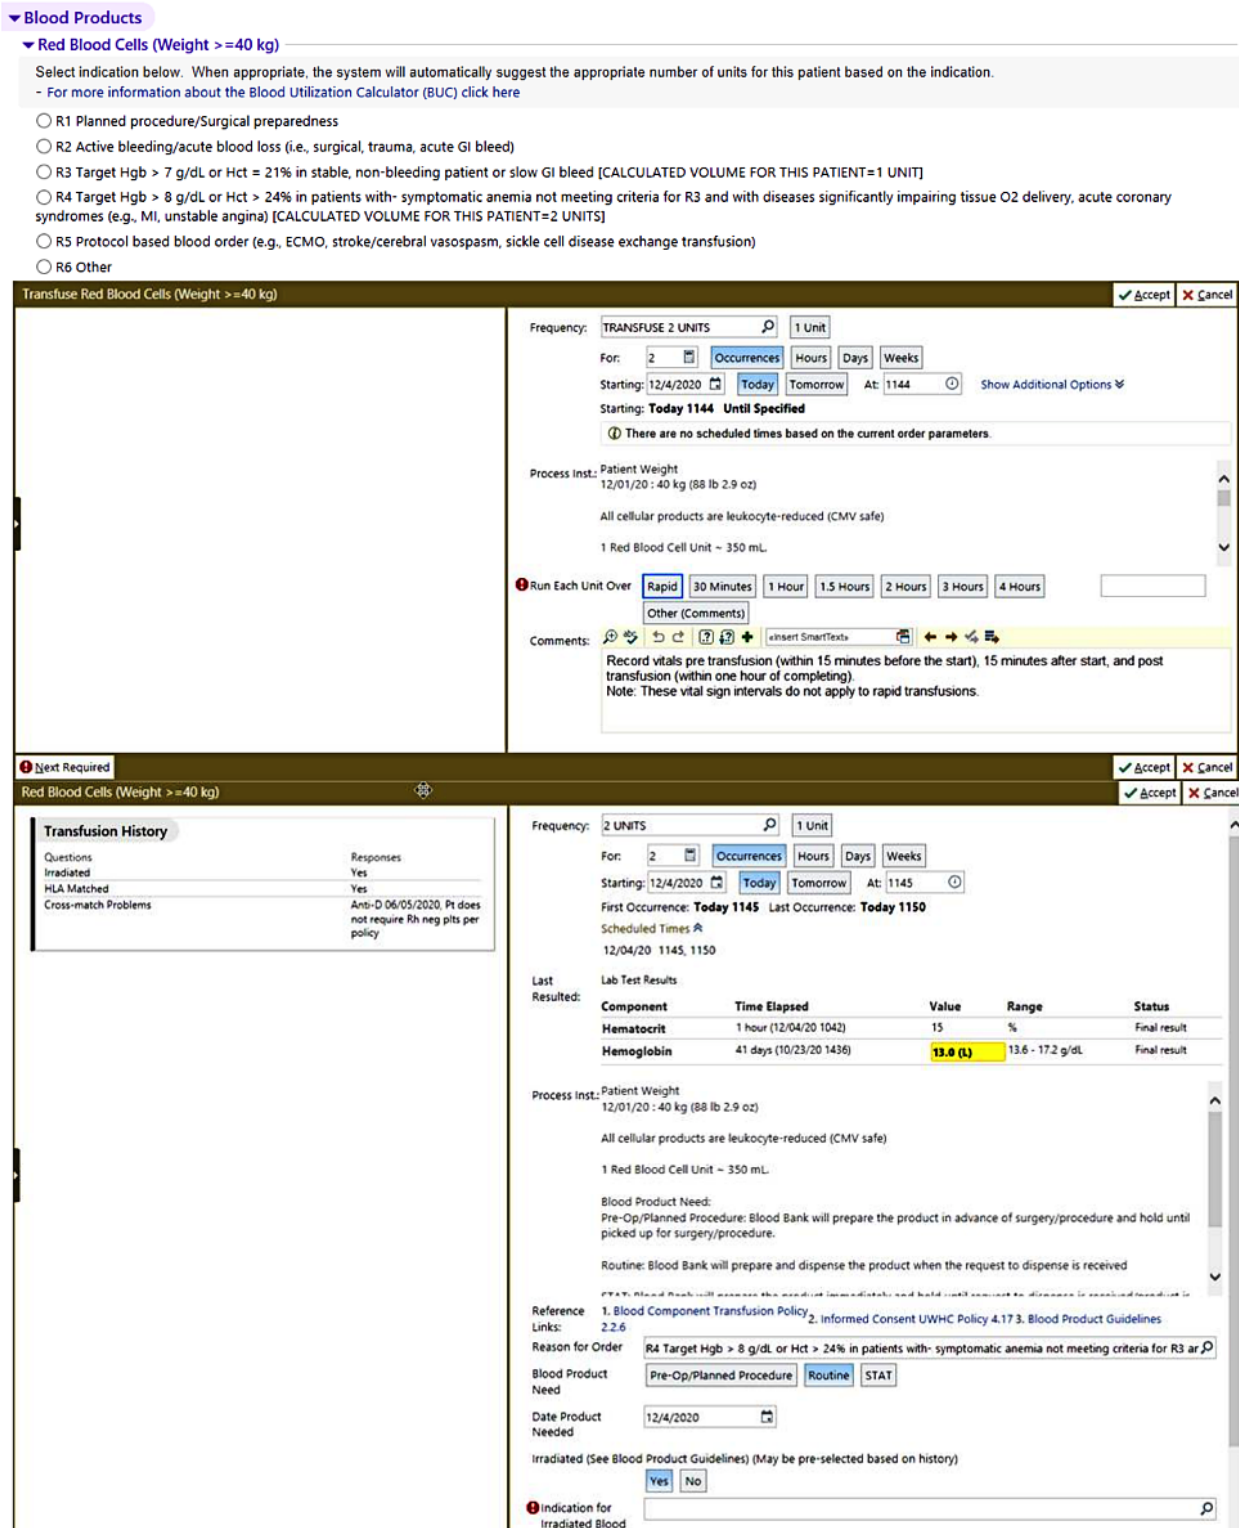 Blood Products
Red Blood Cells (Weight >=40 kg)
Select indication below.  When appropriate, the system will automatically suggest the appropriate number of units for this patient based on the indication.
- For more information about the Blood Utilization Calculator (BUC) click here
R1 Planned procedure/Surgical preparedness
R2 Active bleeding/acute blood loss (i.e., surgical, trauma, acute GI bleed)
R3 Target Hgb > 7 g/dL or Hct = 21% in stable, non-bleeding patient or slow GI bleed [CALCULATED VOLUME FOR THIS PATIENT=1 UNIT]
R4 Target Hgb > 8 g/dL or Hct > 24% in patients with- symptomatic anemia not meeting criteria for R3 and with diseases significantly impairing tissue O2 delivery, acute coronary
syndromes (e.g., MI, unstable angina) [CALCULATED VOLUME FOR THIS PATIENT=2 UNITS]
R5 Protocol based blood order (e.g., ECMO, stroke/cerebral vasospasm, sickle cell disease exchange transfusion)
R6 Other
Transfuse Red Blood Cells (Weight >=40 kg) Accept Cancel
Frequency: TRANSFUSE 2 UNITS 1 Unit
For: 2 Occurrences Hours Days Weeks
Starting: 12/4/2020 Today Tomorrow At: 1144 Show Additional Options
Starting: Today 1144 Until Specified
There are no scheduled times based on the current order parameters.
Process Inst.: Patient Weight
12/01/20 : 40 kg (88 lb 2.9 oz)
All cellular products are leukocyte-reduced (CMV safe)
1 Red Blood Cell Unit ~ 350 mL.
Run Each Unit Over Rapid 30 Minutes 1 Hour 1.5 Hours 2 Hours 3 Hours 4 Hours
Other (Comments)
Comments: «Insert SmartText»
Record vitals pre transfusion (within 15 minutes before the start), 15 minutes after start, and post
transfusion (within one hour of completing).
Note: These vital sign intervals do not apply to rapid transfusions.
Next Required Accept Cancel
Red Blood Cells (Weight >=40 kg) Accept Cancel
Transfusion History
Questions Responses
Irradiated Yes
HLA Matched Yes
Cross-match Problems Anti-D 06/05/2020, Pt does
not require Rh neg plts per
policy
Frequency: 2 UNITS 1 Unit
For: 2 Occurrences Hours Days Weeks
Starting: 12/4/2020 Today Tomorrow At: 1145
First Occurrence: Today 1145 Last Occurrence: Today 1150
Scheduled Times
12/04/20 1145, 1150
Last Resulted: Lab Test Results
Component Time Elapsed Value Range Status
Hematocrit 1 hour (12/04/20 1042) 15 % Final result
Hemoglobin 41 days (10/23/20 1436) 13.0 (L) 13.6 - 17.2 g/dL Final result
Process Inst.: Patient Weight
12/01/20 : 40 kg (88 lb 2.9 oz)
All cellular products are leukocyte-reduced (CMV safe)
1 Red Blood Cell Unit ~ 350 mL.
Blood Product Need:
Pre-Op/Planned Procedure: Blood Bank will prepare the product in advance of surgery/procedure and hold until
picked up for surgery/procedure.
Routine: Blood Bank will prepare and dispense the product when the request to dispense is received
Reference Links: 1. Blood Component Transfusion Policy 2.2.6 2. Informed Consent UWHC Policy 4.17 3. Blood Product Guidelines
Reason for Order R4 Target Hgb > 8 g/dL or Hct > 24% in patients with- symptomatic anemia not meeting criteria for R3 ar
Blood Product Need Pre-Op/Planned Procedure Routine STAT
Date Product Needed 12/4/2020
Irradiated (See Blood Product Guidelines) (May be pre-selected based on history)
Yes No
Indication for
Irradiated Blood